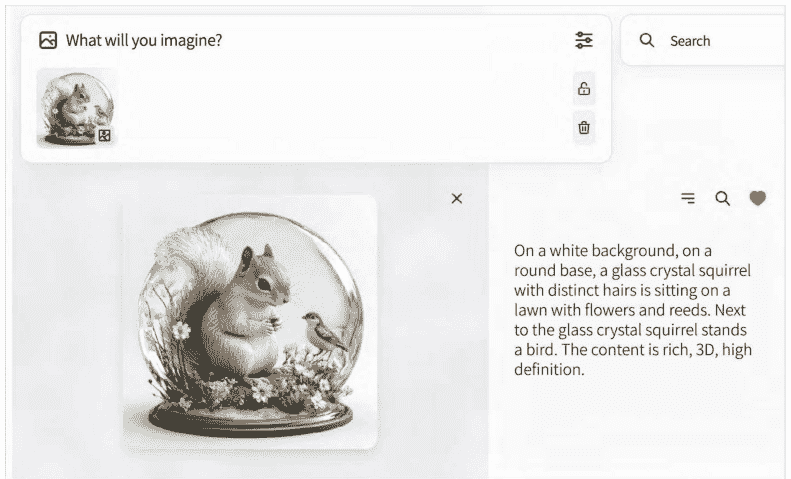 What will you imagine?
Search
On a white background, on a
round base, a glass crystal squirrel
with distinct hairs is sitting on a
lawn with flowers and reeds. Next
to the glass crystal squirrel stands
a bird. The content is rich, 3D, high
definition.